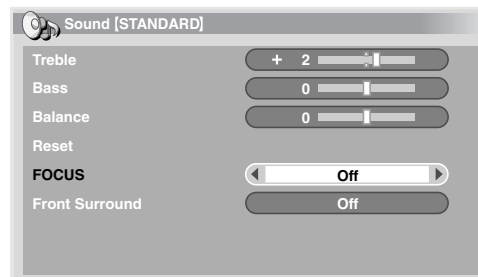 Sound [STANDARD]
Treble + 2
Bass 0
Balance 0
Reset
FOCUS Off
Front Surround Off